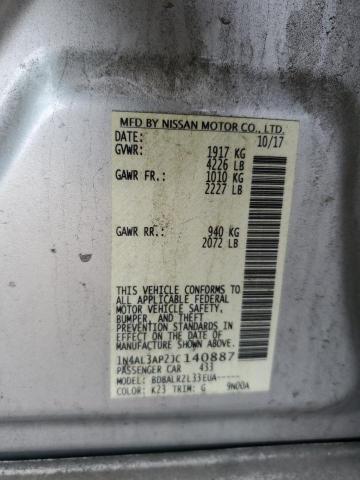 MFD BY NISSAN MOTOR CO., LTD.
DATE: 10/17
GVWR: 1917 KG
4226 LB
GAWR FR.: 1010 KG
2227 LB
GAWR RR.: 940 KG
2072 LB
THIS VEHICLE CONFORMS TO
ALL APPLICABLE FEDERAL
MOTOR VEHICLE SAFETY,
BUMPER, AND THEFT
PREVENTION STANDARDS IN
EFFECT ON THE DATE OF
MANUFACTURE SHOWN ABOVE.
1N4AL3AP2JC140887
PASSENGER CAR 433
MODEL: BDBALRZL33EUA-----
COLOR: K23 TRIM: G 9N00A